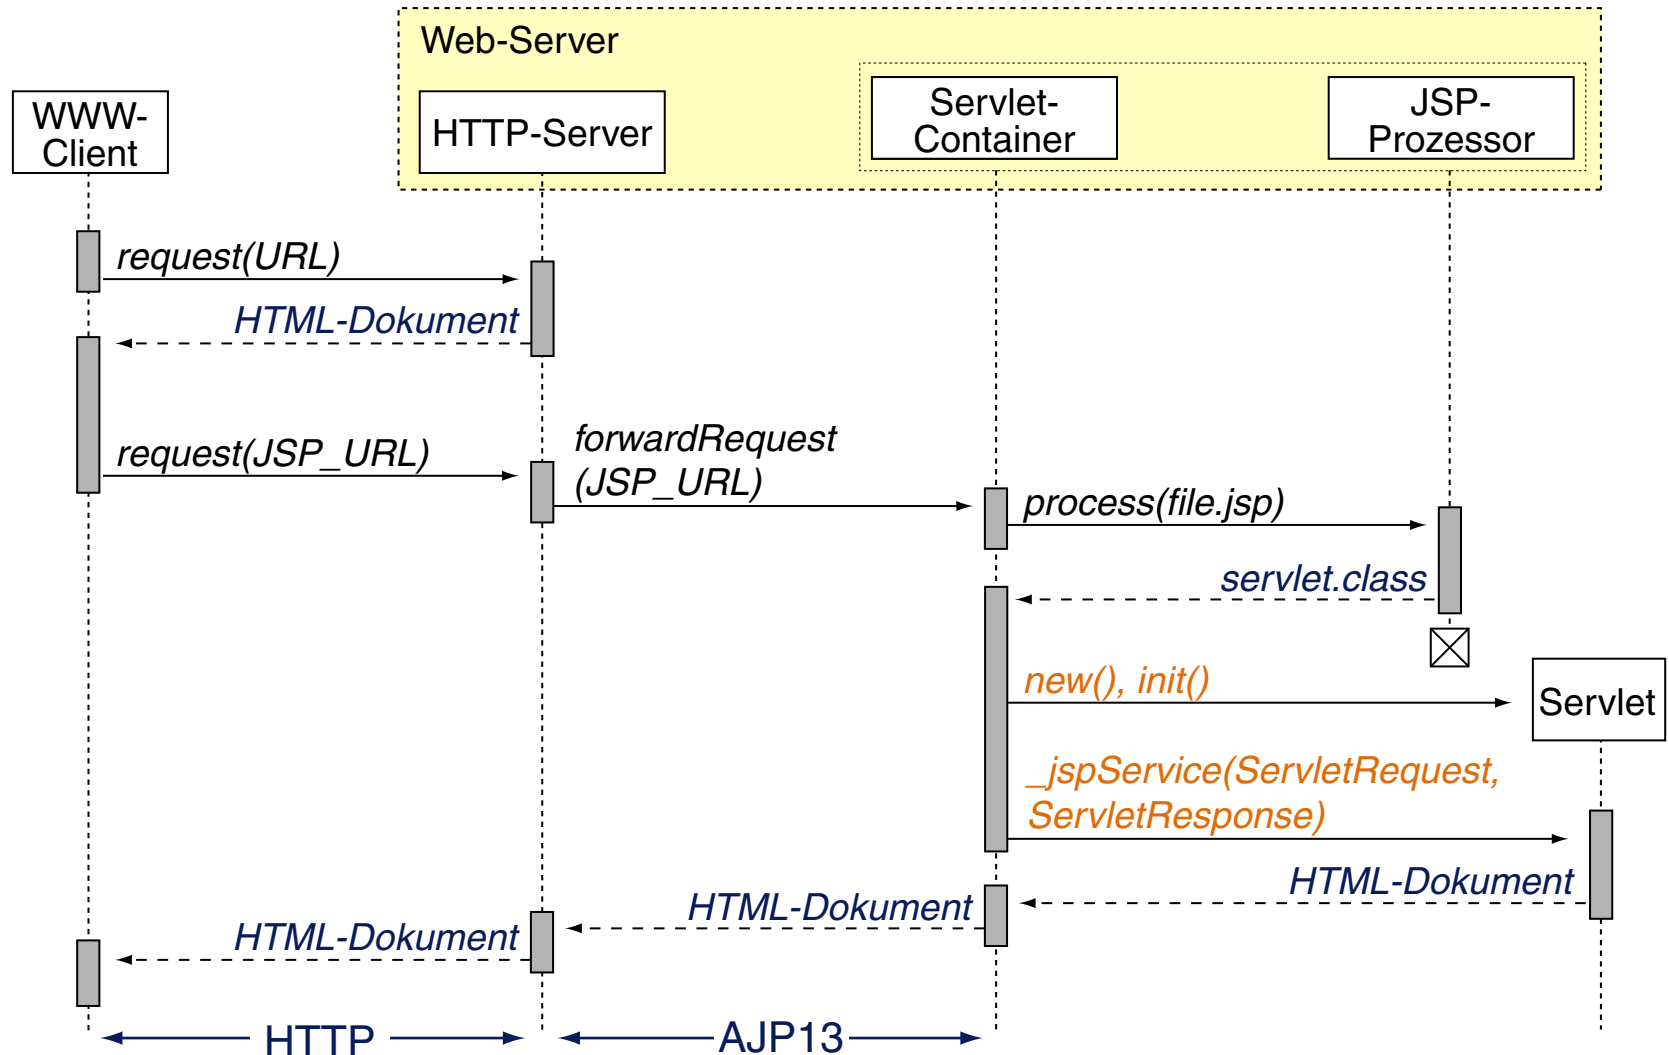 Web-Server
WWW-
Client
HTTP-Server
Servlet-
Container
JSP-
Prozessor
request(URL)
HTML-Dokument
request(JSP_URL)
forwardRequest
(JSP_URL)
process(file.jsp)
servlet.class
new(), init()
Servlet
_jspService(ServletRequest,
ServletResponse)
HTML-Dokument
HTML-Dokument
HTML-Dokument
HTTP
AJP13